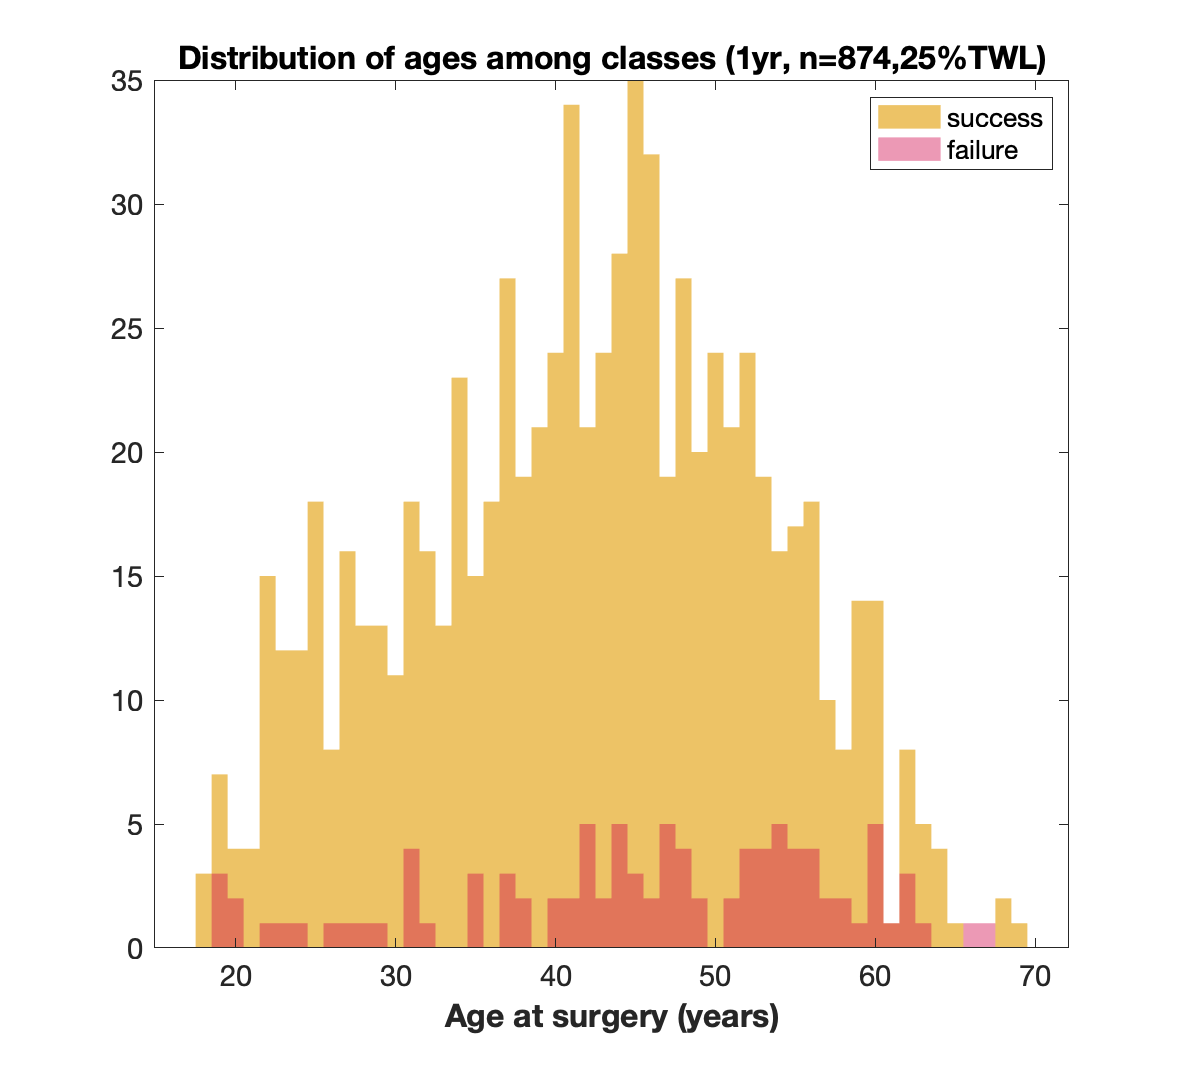 Distribution of ages among classes (1yr, n=874,25%TWL)
35
30
25
20
15
10
5
0
success
failure
20 30 40 50 60 70
Age at surgery (years)